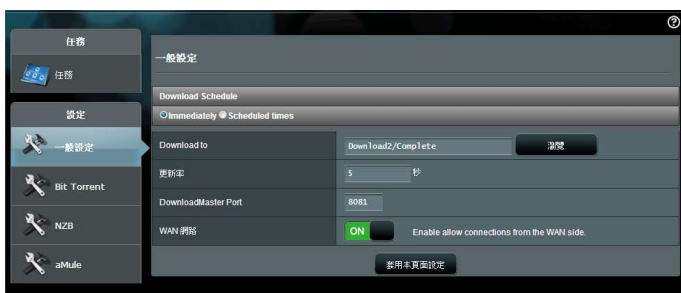 任務
任務
設定
一般設定
Bit Torrent
NZB
aMule
一般設定
Download Schedule
Immediately Scheduled times
Download to Download2/Complete 瀏覽
更新率 5 秒
DownloadMaster Port 8081
WAN 網路 ON Enable allow connections from the WAN side.
套用本頁面設定